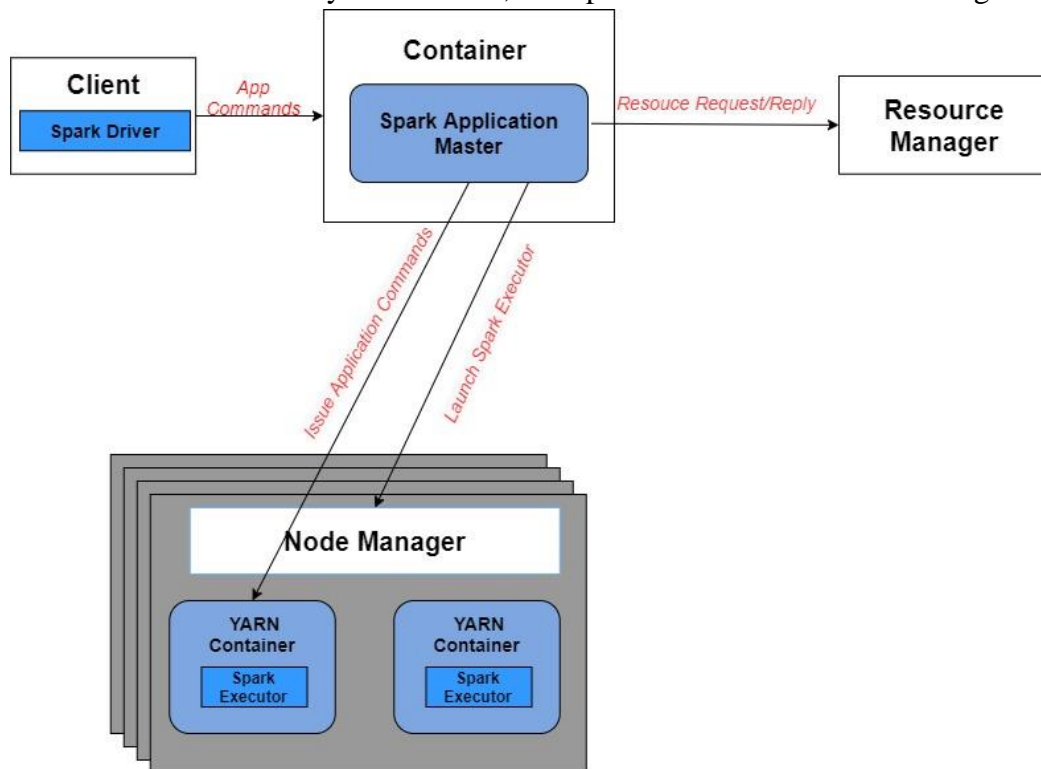 Client
Spark Driver
App
Commands
Container
Spark Application
Master
Resouce Request/Reply
Resource
Manager
Issue Application Commands
Launch Spark Executor
Node Manager
YARN
Container
Spark
Executor
YARN
Container
Spark
Executor